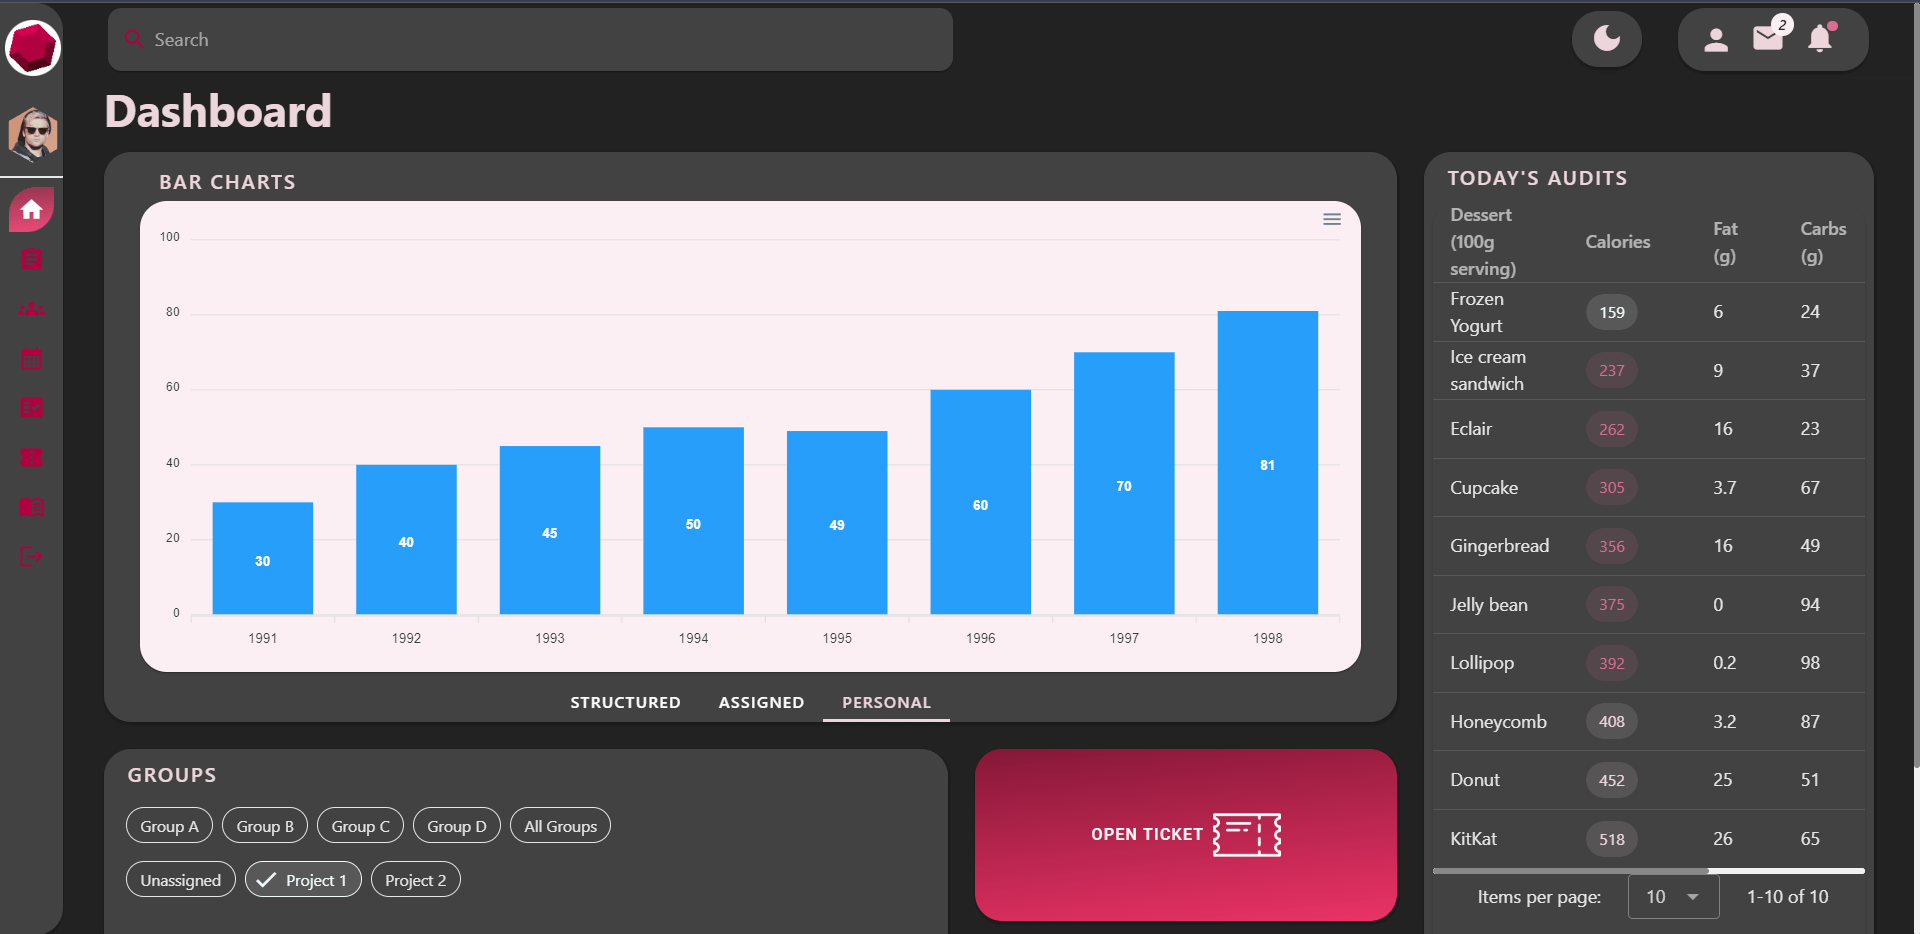 Search
2
Dashboard
BAR CHARTS
100
80
60
40
20
0
30
40
45
50
49
60
70
81
1991
1992
1993
1994
1995
1996
1997
1998
STRUCTURED
ASSIGNED
PERSONAL
GROUPS
Group A
Group B
Group C
Group D
All Groups
Unassigned
Project 1
Project 2
OPEN TICKET
TODAY'S AUDITS
Dessert
(100g
serving)
Calories
Fat
(g)
Carbs
(g)
Frozen
Yogurt
159
6
24
Ice cream
sandwich
237
9
37
Eclair
262
16
23
Cupcake
305
3.7
67
Gingerbread
356
16
49
Jelly bean
375
0
94
Lollipop
392
0.2
98
Honeycomb
408
3.2
87
Donut
452
25
51
KitKat
518
26
65
Items per page:
10
1-10 of 10